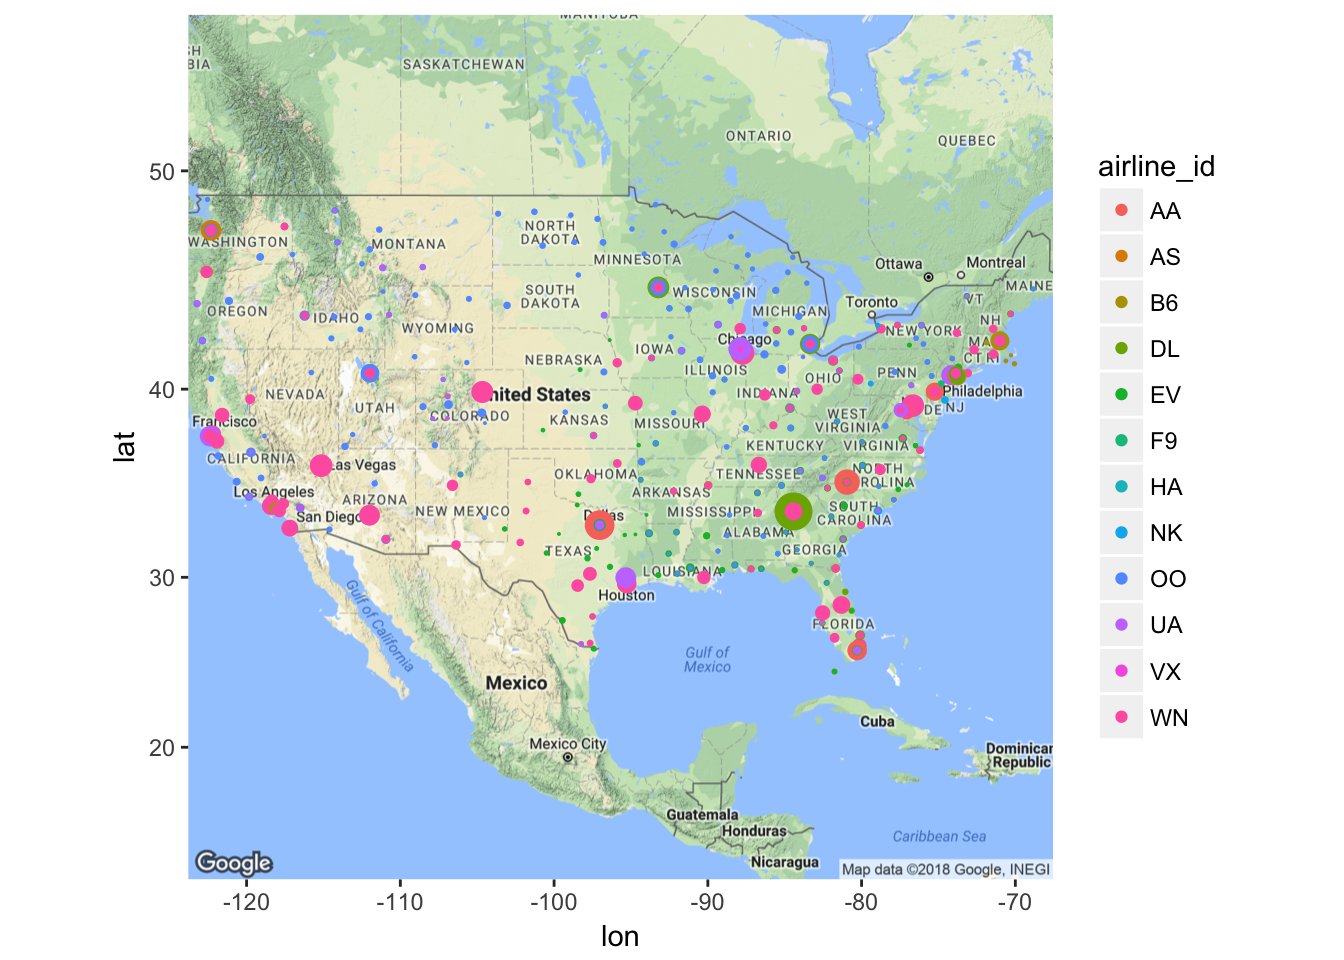 MANITOBA
SH
BIA
SASKATCHEWAN
ONTARIO
QUEBEC
50
WASHINGTON
MONTANA
NORTH
DAKOTA
MINNESOTA
Ottawa
Montreal
OREGON
IDAHO
SOUTH
DAKOTA
WISCONSIN
MICHIGAN
Toronto
VT
MAINE
WYOMING
NH
NEW YORK
MA
CT RI
IOWA
Chicago
NEBRASKA
ILLINOIS
INDIANA
OHIO
PENN
40
NEVADA
UTAH
United States
COLORADO
KANSAS
MISSOURI
WEST
VIRGINIA
DE NJ
Philadelphia
Francisco
CALIFORNIA
Las Vegas
KENTUCKY
VIRGINIA
OKLAHOMA
TENNESSEE
NORTH
CAROLINA
Los Angeles
ARIZONA
NEW MEXICO
ARKANSAS
MISSISSIPPI
SOUTH
CAROLINA
San Diego
Dallas
ALABAMA
GEORGIA
TEXAS
LOUISIANA
30
Houston
FLORIDA
Gulf of California
Gulf of
Mexico
Mexico
Cuba
20
Mexico City
Dominican
Republic
Guatemala
Honduras
Nicaragua
Caribbean Sea
Google
Map data ©2018 Google, INEGI
-120
-110
-100
-90
-80
-70
lon
lat
airline_id
AA
AS
B6
DL
EV
F9
HA
NK
OO
UA
VX
WN